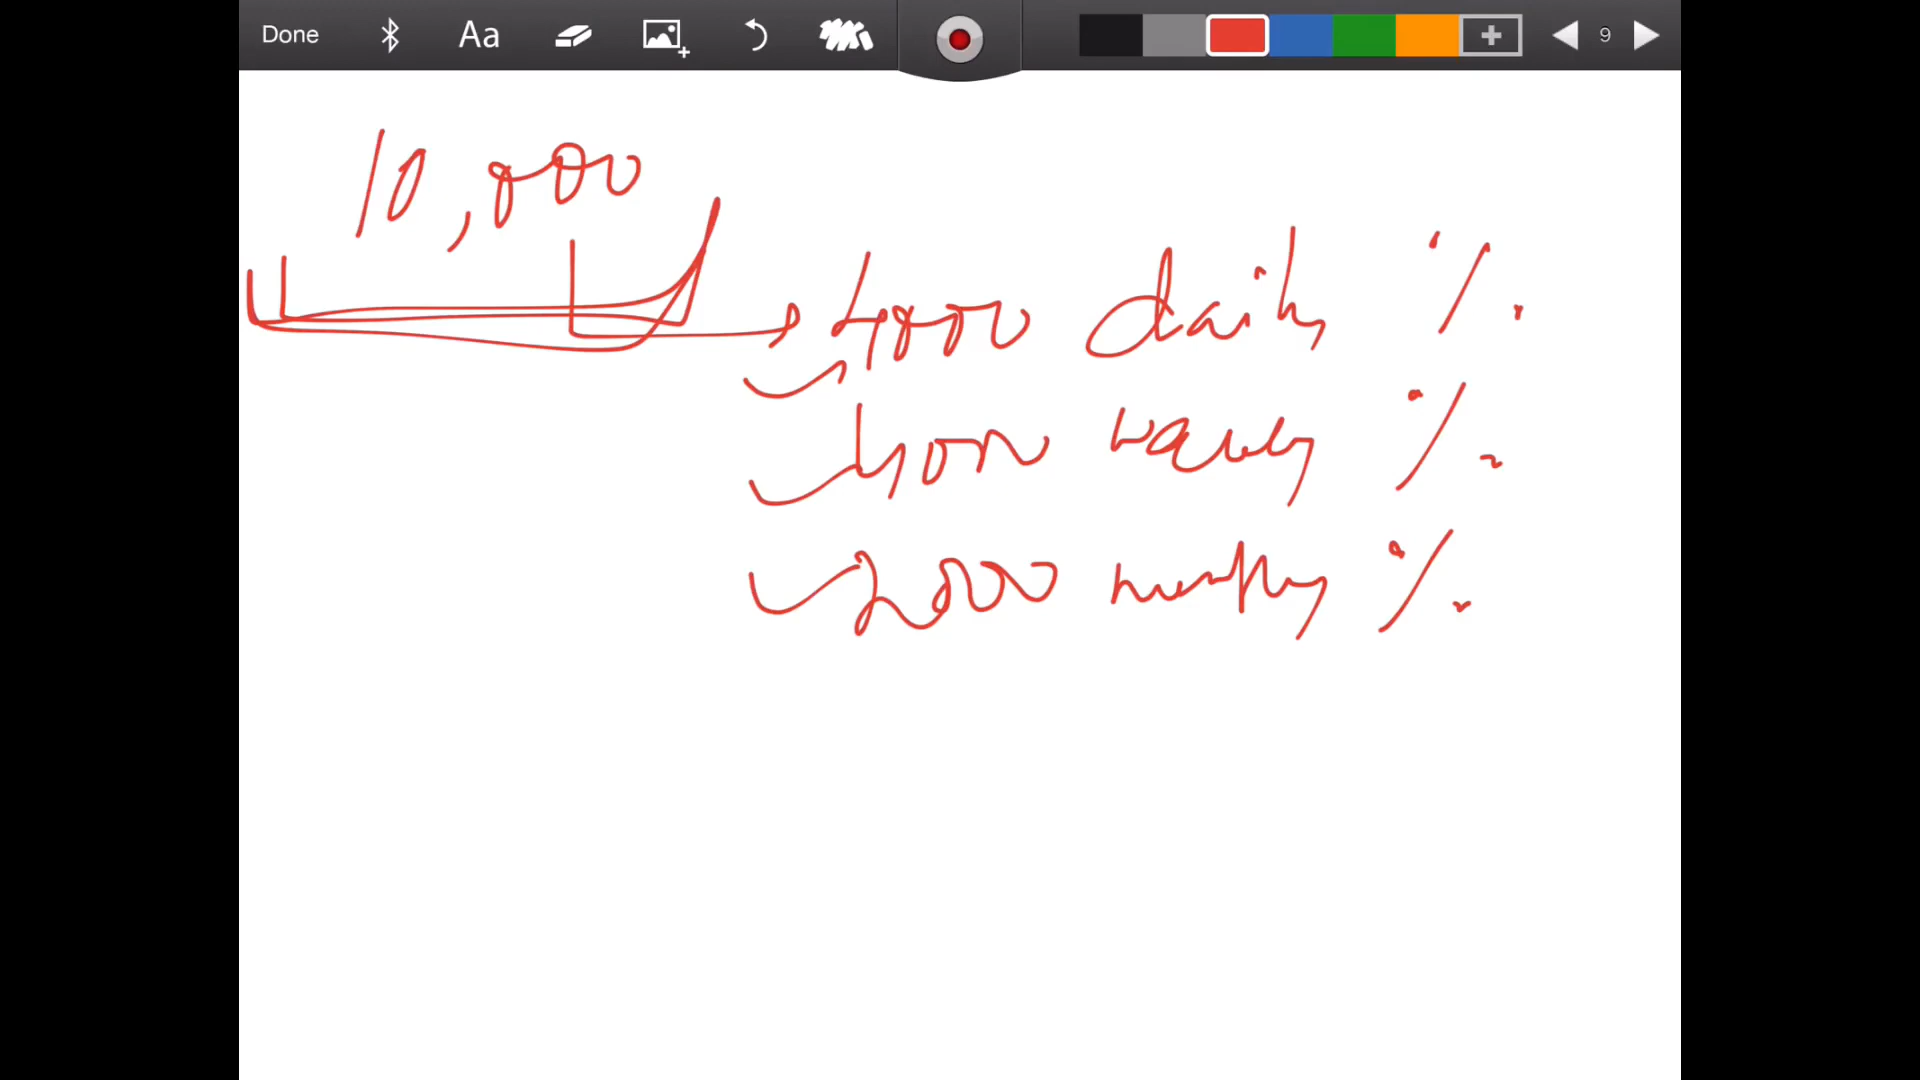 Done Aa 9
10,000
4000 daily %.
4000 weekly %.
2000 monthly %.